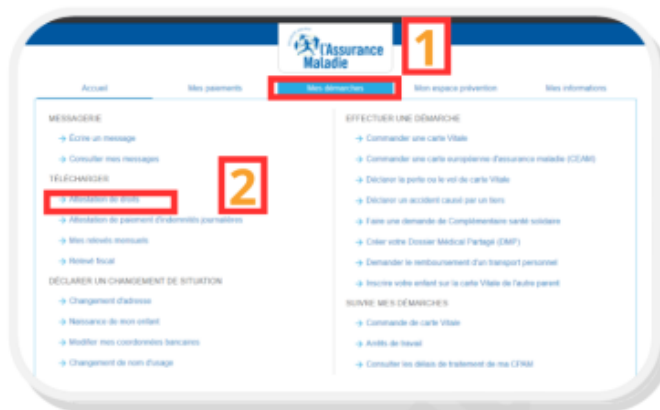 l'Assurance
Maladie
1
Accueil
Mes paiements
Mes démarches
Mon espace prévention
Mes informations
MESSAGERIE
→ Écrire un message
→ Consulter mes messages
TÉLÉCHARGER
2
→ Attestation de droits
→ Attestation de paiement d'indemnités journalières
→ Mes relevés mensuels
→ Relevé fiscal
DÉCLARER UN CHANGEMENT DE SITUATION
→ Changement d'adresse
→ Naissance de mon enfant
→ Modifier mes coordonnées bancaires
→ Changement de nom d'usage
EFFECTUER UNE DÉMARCHE
→ Commander une carte Vitale
→ Commander une carte européenne d'assurance maladie (CEAM)
→ Déclarer la perte ou le vol de carte Vitale
→ Déclarer un accident causé par un tiers
→ Faire une demande de Complémentaire santé solidaire
→ Créer votre Dossier Médical Partagé (DMP)
→ Demander le remboursement d'un transport personnel
→ Inscrire votre enfant sur la carte Vitale de l'autre parent
SUIVRE MES DÉMARCHES
→ Commande de carte Vitale
→ Arrêts de travail
→ Consulter les délais de traitement de ma CPAM